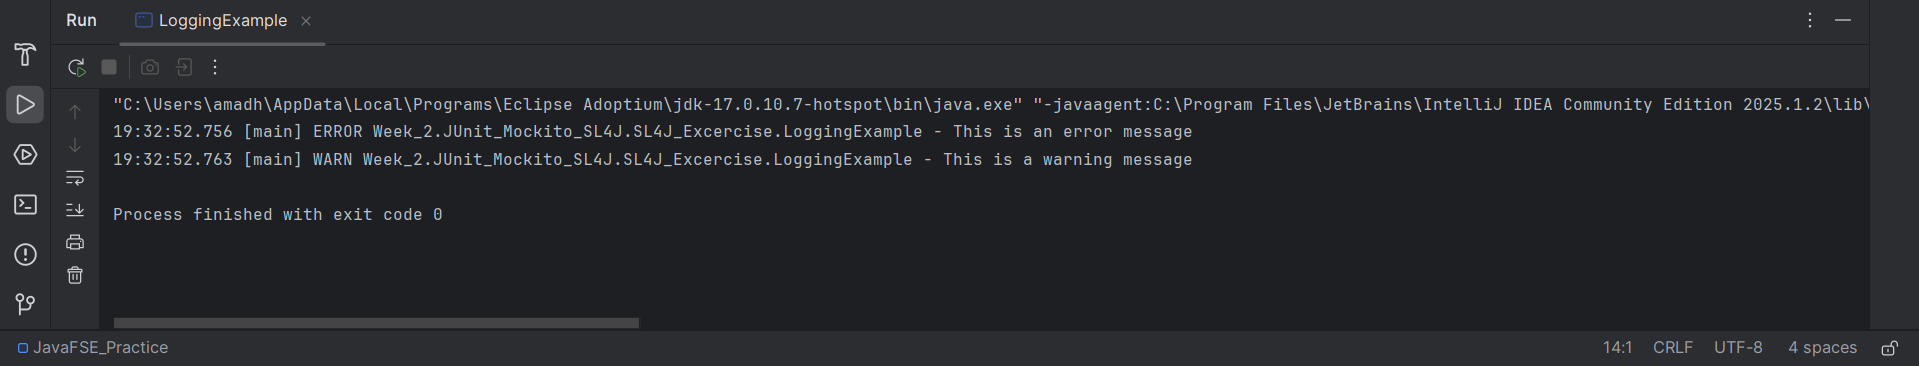 Run LoggingExample
"C:\Users\amadh\AppData\Local\Programs\Eclipse Adoptium\jdk-17.0.10.7-hotspot\bin\java.exe" "-javaagent:C:\Program Files\JetBrains\IntelliJ IDEA Community Edition 2025.1.2\lib\
19:32:52.756 [main] ERROR Week_2.JUnit_Mockito_SL4J.SL4J_Excercise.LoggingExample - This is an error message
19:32:52.763 [main] WARN Week_2.JUnit_Mockito_SL4J.SL4J_Excercise.LoggingExample - This is a warning message
Process finished with exit code 0
JavaFSE_Practice 14:1 CRLF UTF-8 4 spaces